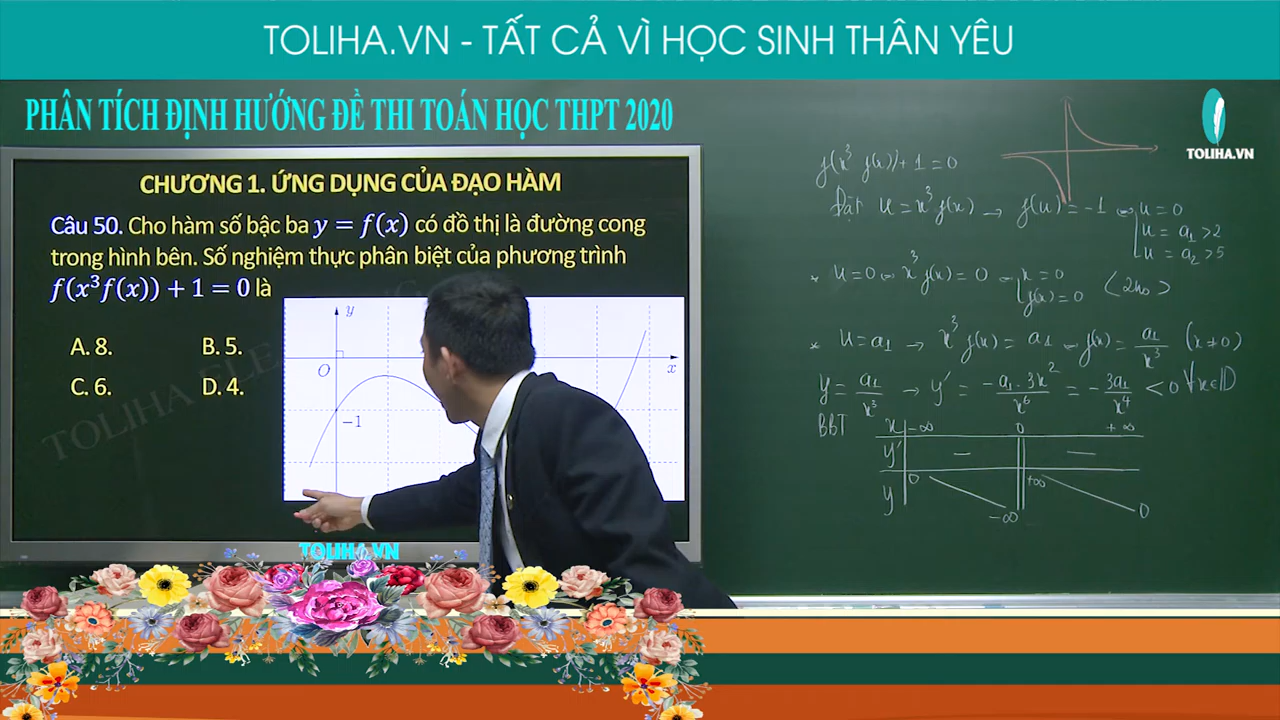 TOLIHA.VN - TẤT CẢ VÌ HỌC SINH THÂN YÊU
PHÂN TÍCH ĐỊNH HƯỚNG ĐỀ THI TOÁN HỌC THPT 2020
TOLIHA.VN
CHƯƠNG 1. ỨNG DỤNG CỦA ĐẠO HÀM
Câu 50. Cho hàm số bậc ba y = f(x) có đồ thị là đường cong
trong hình bên. Số nghiệm thực phân biệt của phương trình
f(x³f(x)) + 1 = 0 là
A. 8. B. 5.
C. 6. D. 4.
y
O
x
−1
TOLIHA.VN
f(x³ f(x)) + 1 = 0
Đặt u = x³ f(x) → f(u) = -1 ⇔ u = 0
u = a₁ > 2
u = a₂ > 5
* u = 0 ⇔ x³ f(x) = 0 ⇔ x = 0
f(x) = 0 <2no>
* u = a₁ → x³ f(x) = a₁ ⇔ f(x) = a₁/x³ (x ≠ 0)
y = a₁/x³ → y' = -a₁.3x²/x⁶ = -3a₁/x⁴ < 0 ∀x∈D
BBT x -∞ 0 +∞
y' − −
y 0 -∞ +∞ 0